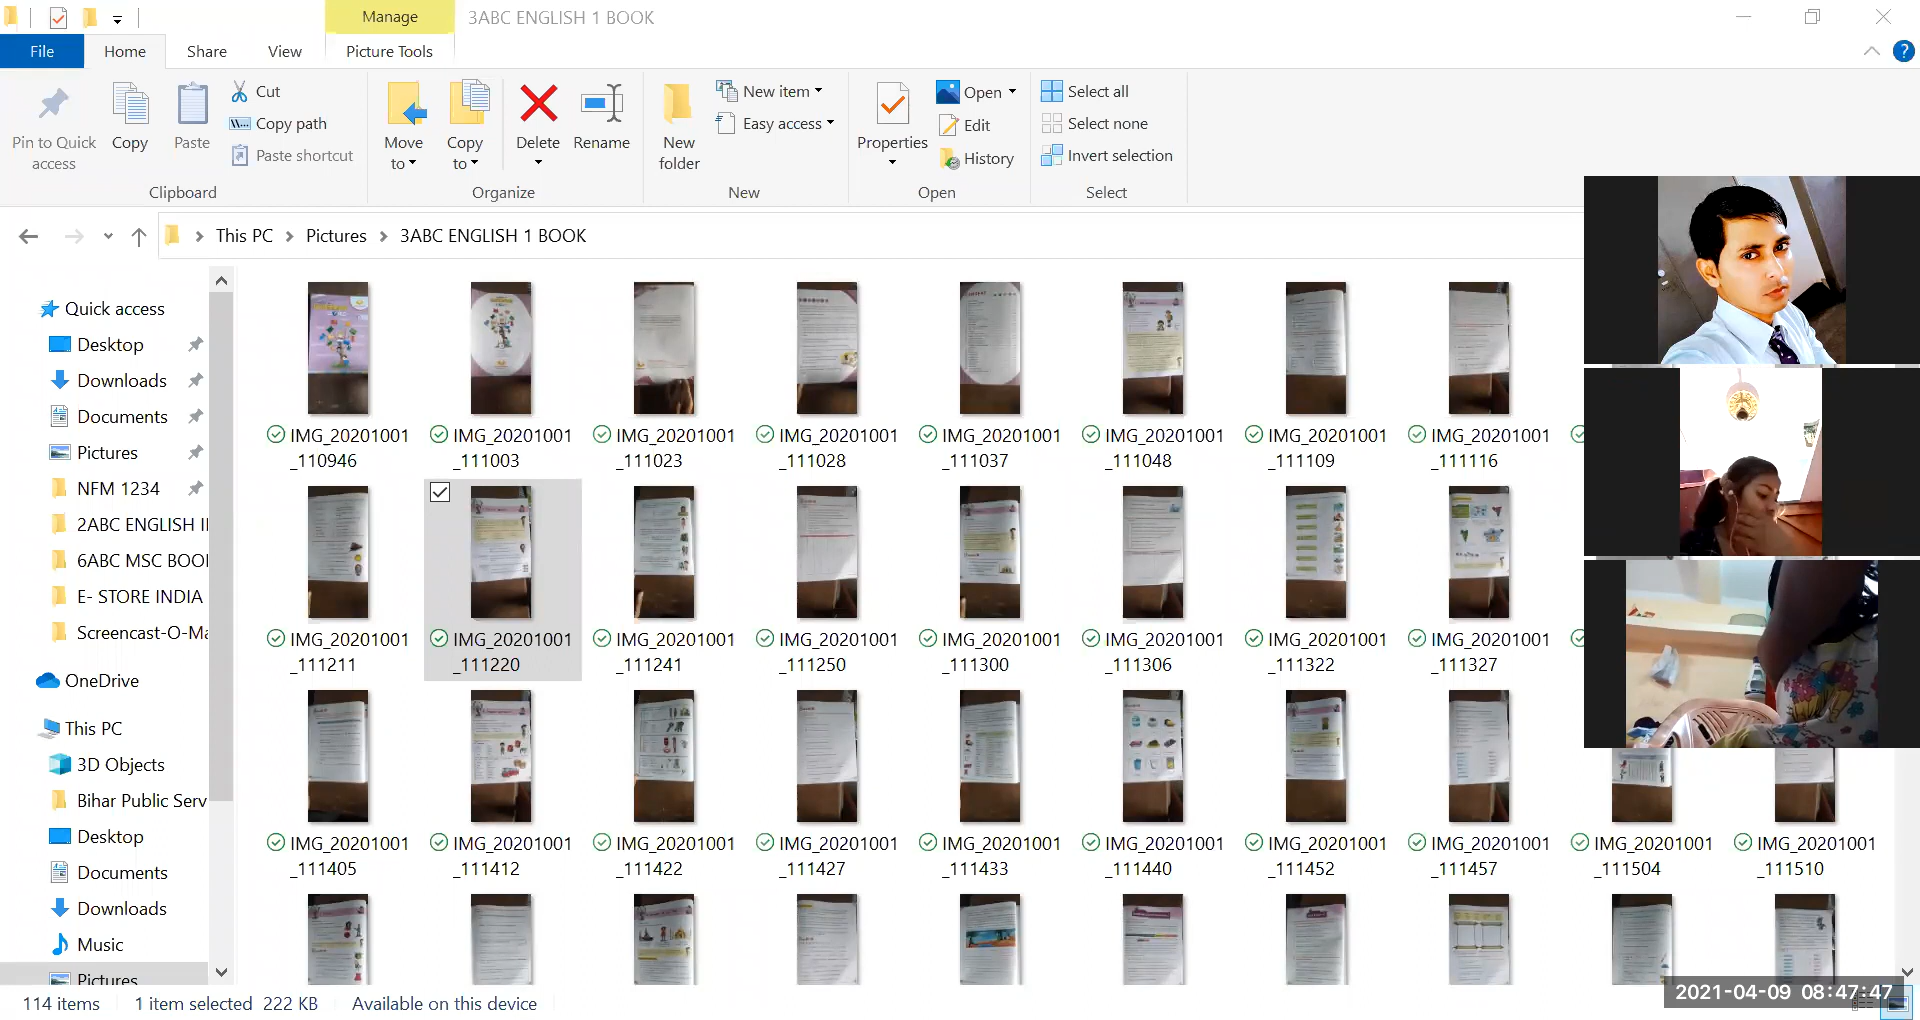 Manage
3ABC ENGLISH 1 BOOK
File
Home
Share
View
Picture Tools
Pin to Quick access
Copy
Paste
Cut
Copy path
Paste shortcut
Clipboard
Move to
Copy to
Delete
Rename
Organize
New folder
New item
Easy access
New
Properties
Open
Edit
History
Open
Select all
Select none
Invert selection
Select
This PC > Pictures > 3ABC ENGLISH 1 BOOK
Quick access
Desktop
Downloads
Documents
Pictures
NFM 1234
2ABC ENGLISH II
6ABC MSC BOO
E- STORE INDIA
Screencast-O-Ma
OneDrive
This PC
3D Objects
Bihar Public Serv
Desktop
Documents
Downloads
Music
Pictures
IMG_20201001_110946
IMG_20201001_111003
IMG_20201001_111023
IMG_20201001_111028
IMG_20201001_111037
IMG_20201001_111048
IMG_20201001_111109
IMG_20201001_111116
IMG_20201001_111211
IMG_20201001_111220
IMG_20201001_111241
IMG_20201001_111250
IMG_20201001_111300
IMG_20201001_111306
IMG_20201001_111322
IMG_20201001_111327
IMG_20201001_111405
IMG_20201001_111412
IMG_20201001_111422
IMG_20201001_111427
IMG_20201001_111433
IMG_20201001_111440
IMG_20201001_111452
IMG_20201001_111457
IMG_20201001_111504
IMG_20201001_111510
114 items
1 item selected 222 KB
Available on this device
2021-04-09 08:47:47